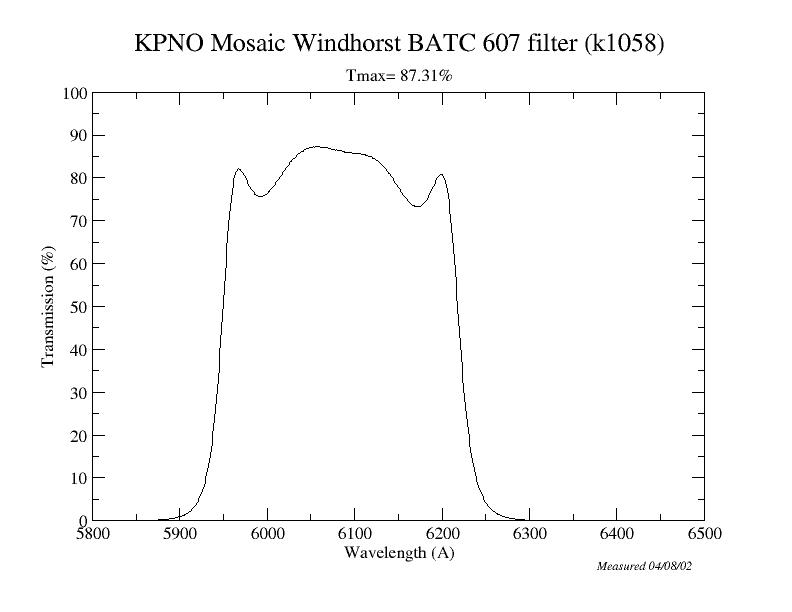 KPNO Mosaic Windhorst BATC 607 filter (k1058)
Tmax= 87.31%
100
90
80
70
60
50
40
30
20
10
0
Transmission (%)
5800 5900 6000 6100 6200 6300 6400 6500
Wavelength (A)
Measured 04/08/02